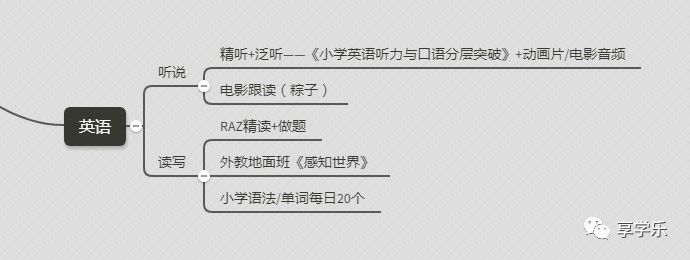 精听+泛听——《小学英语听力与口语分层突破》+动画片/电影音频
听说
电影跟读（粽子）
英语
RAZ精读+做题
读写
外教地面班《感知世界》
小学语法/单词每日20个
享学乐